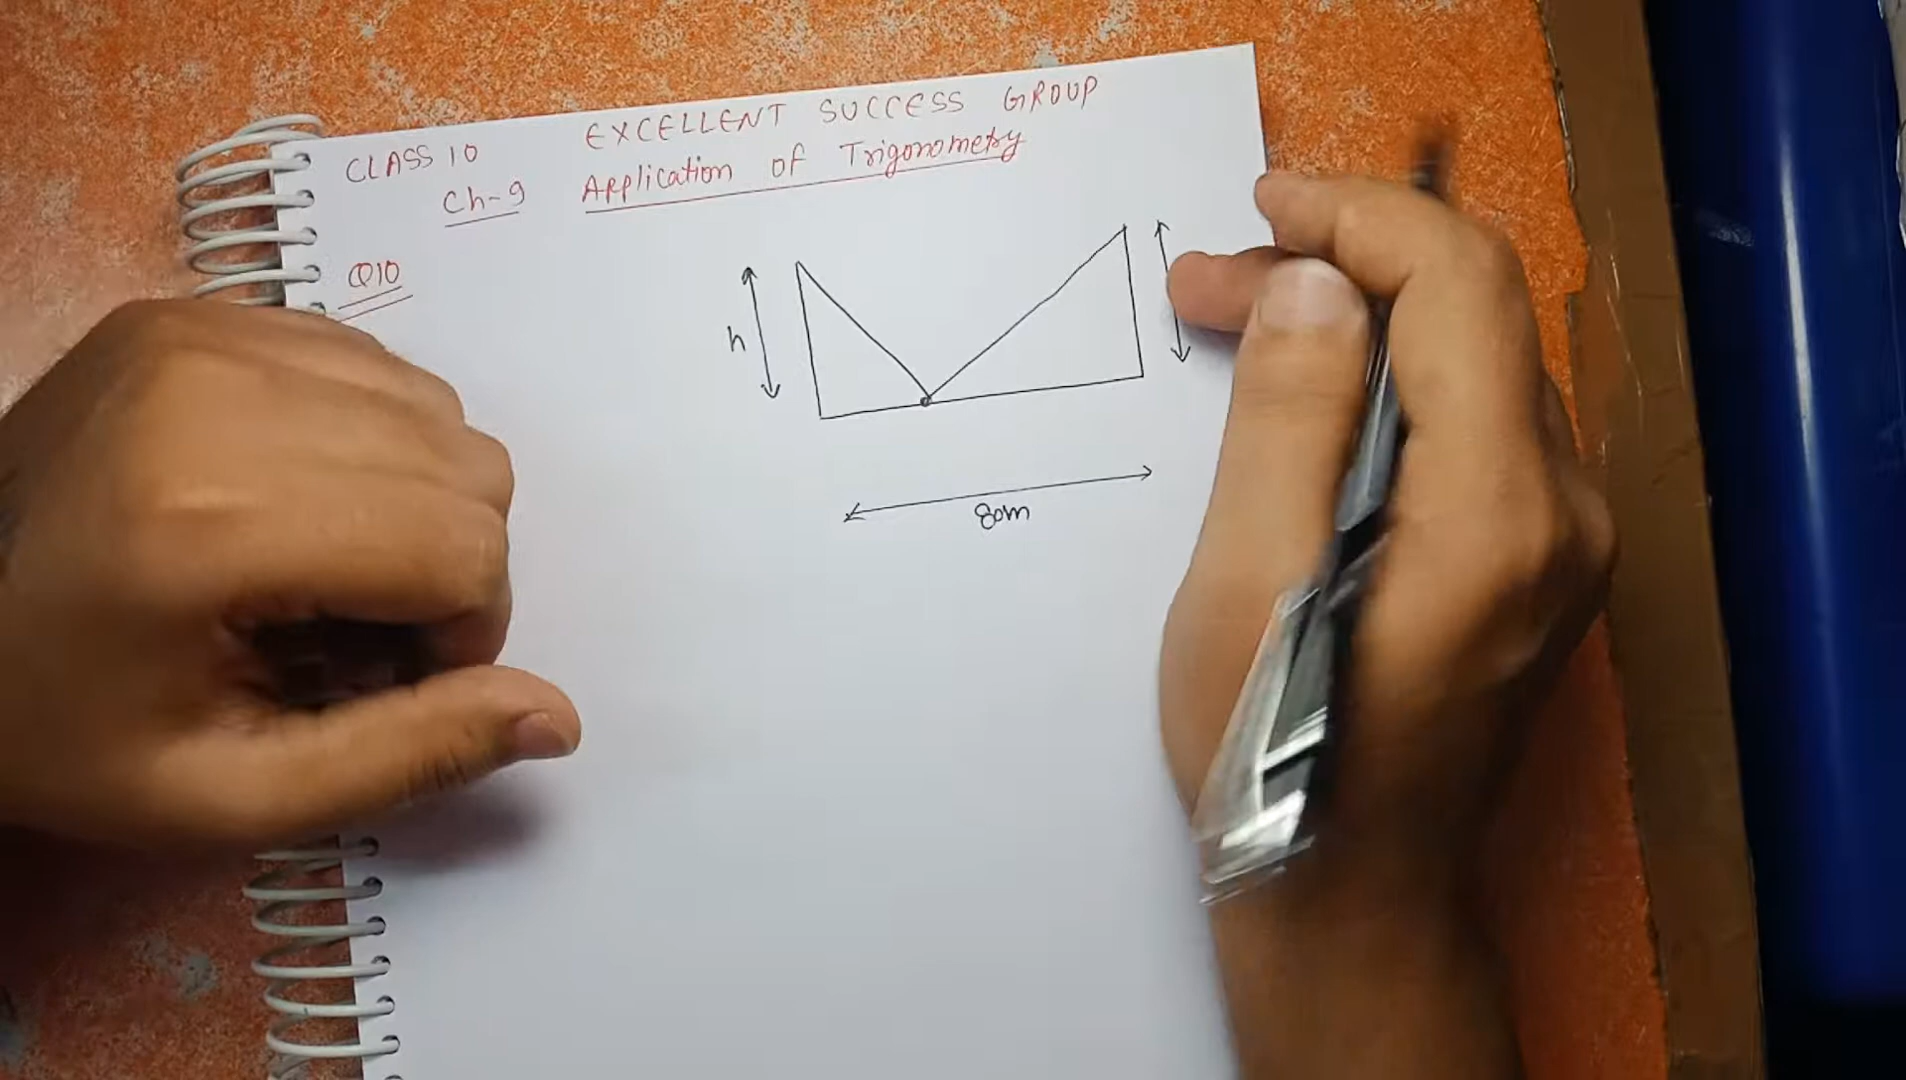 EXCELLENT SUCCESS GROUP
CLASS 10
Ch-9 Application of Trigonometry
Q10
h
80m